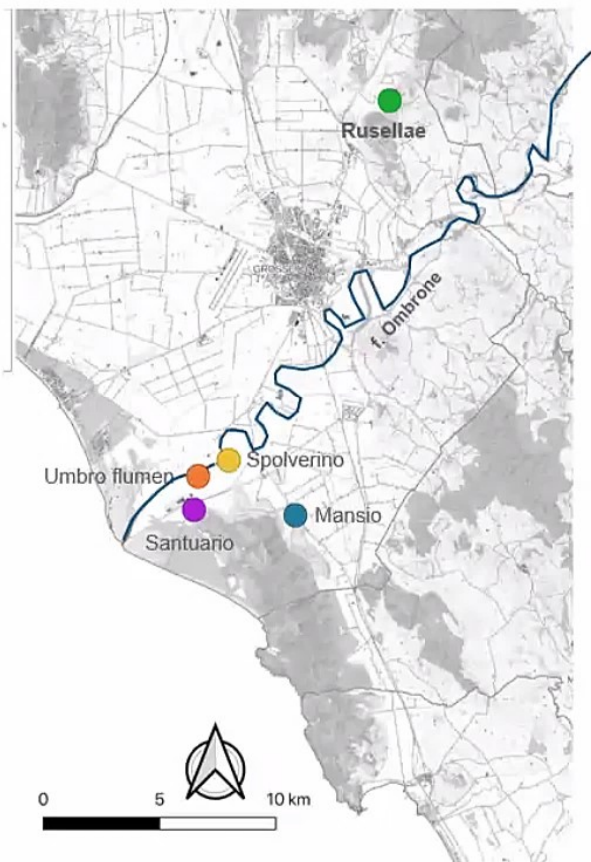 Rusellae
f. Ombrone
Spolverino
Umbro flumen
Mansio
Santuario
0 5 10 km